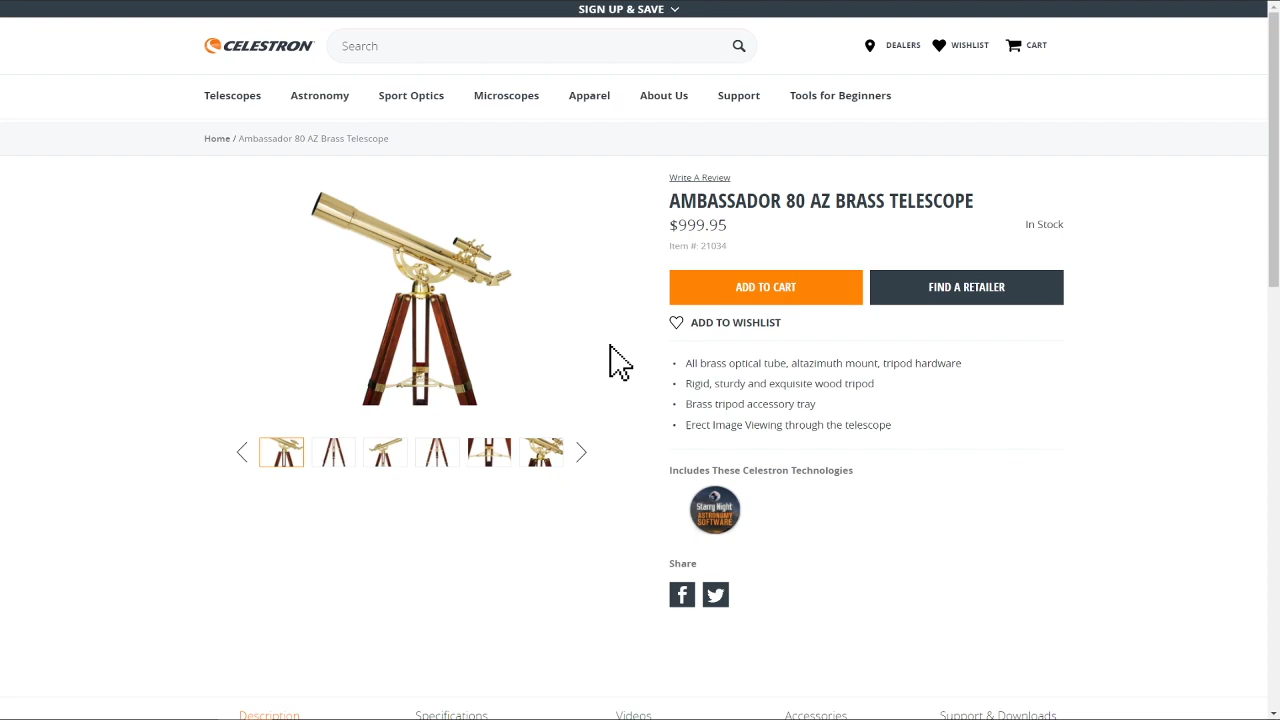 SIGN UP & SAVE
CELESTRON
Search
DEALERS
WISHLIST
CART
Telescopes
Astronomy
Sport Optics
Microscopes
Apparel
About Us
Support
Tools for Beginners
Home / Ambassador 80 AZ Brass Telescope
Write A Review
AMBASSADOR 80 AZ BRASS TELESCOPE
$999.95
In Stock
Item #: 21034
ADD TO CART
FIND A RETAILER
ADD TO WISHLIST
• All brass optical tube, altazimuth mount, tripod hardware
• Rigid, sturdy and exquisite wood tripod
• Brass tripod accessory tray
• Erect Image Viewing through the telescope
Includes These Celestron Technologies
Starry Night
ASTRONOMY
SOFTWARE
Share
Description
Specifications
Videos
Accessories
Support & Downloads